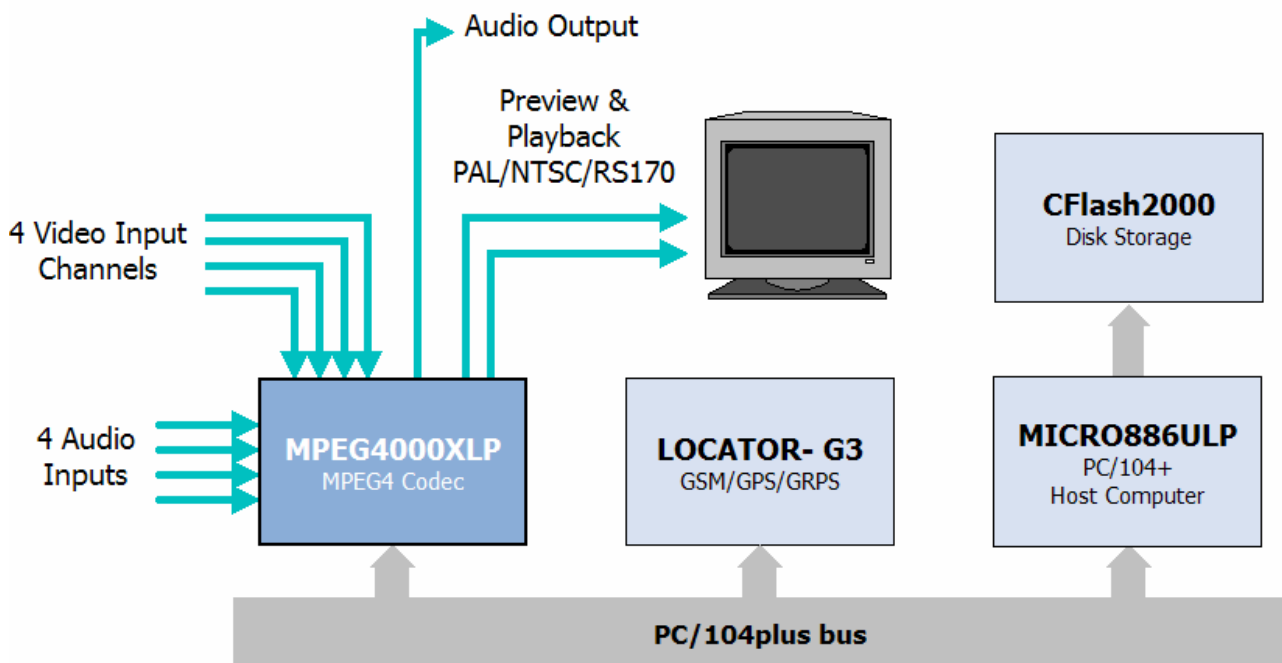 Audio Output
Preview &
Playback
PAL/NTSC/RS170
4 Video Input
Channels
CFlash2000
Disk Storage
4 Audio
Inputs
MPEG4000XLP
MPEG4 Codec
LOCATOR- G3
GSM/GPS/GRPS
MICRO886ULP
PC/104+
Host Computer
PC/104plus bus